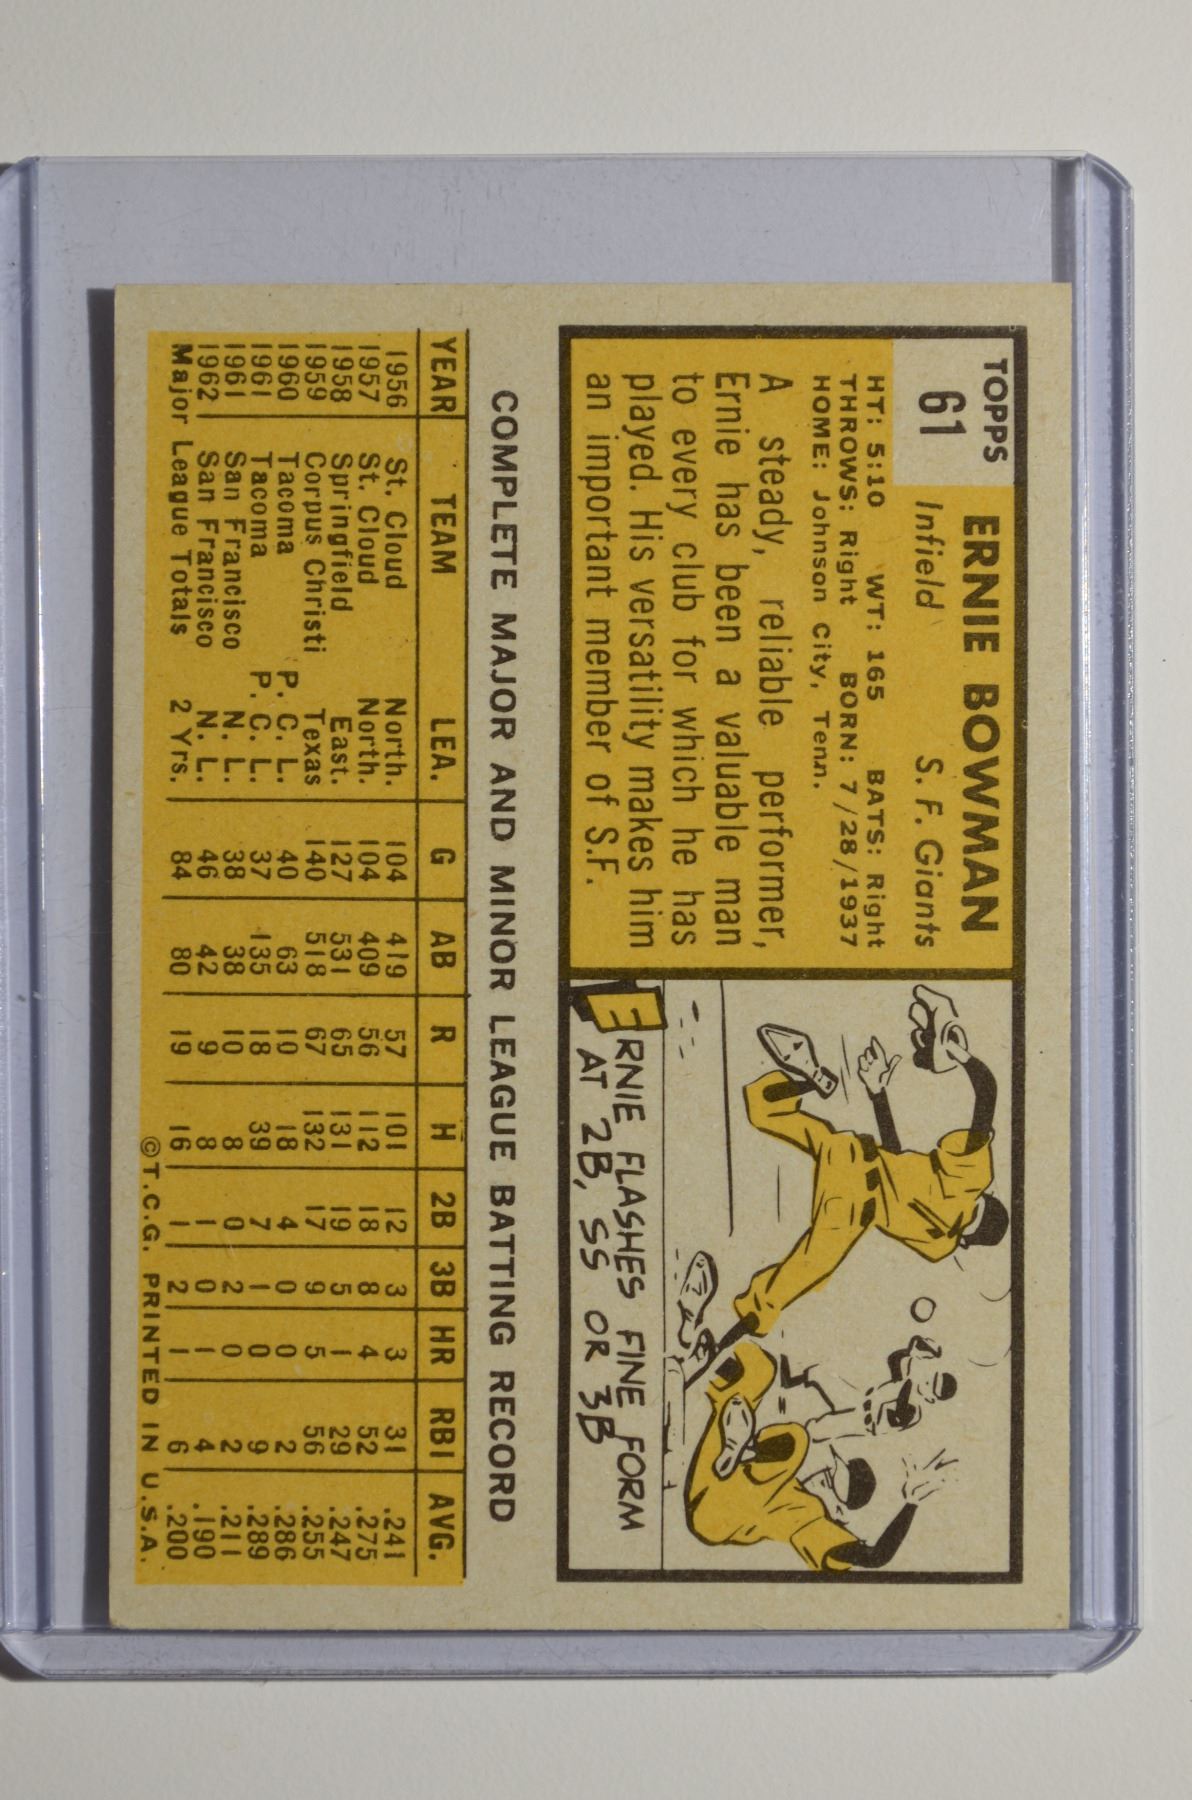 TOPPS
61
ERNIE BOWMAN
Infield S. F. Giants
HT: 5:10 WT: 165 BATS: Right
THROWS: Right BORN: 7/28/1937
HOME: Johnson City, Tenn.
A steady, reliable performer,
Ernie has been a valuable man
to every club for which he has
played. His versatility makes him
an important member of S.F.
ERNIE FLASHES FINE FORM
AT 2B, SS OR 3B
COMPLETE MAJOR AND MINOR LEAGUE BATTING RECORD
YEAR TEAM LEA. G AB R H 2B 3B HR RBI AVG.
1956 St. Cloud North. 104 419 57 101 12 3 3 31 .241
1957 St. Cloud North. 104 409 56 112 18 8 4 52 .275
1958 Springfield East. 127 531 65 131 19 5 1 29 .247
1959 Corpus Christi Texas 140 518 67 132 17 9 5 56 .255
1960 Tacoma P. C. L. 40 63 10 18 4 0 0 2 .286
1961 Tacoma P. C. L. 37 135 18 39 7 1 0 9 .289
1961 San Francisco N. L. 38 38 10 8 0 2 0 2 .211
1962 San Francisco N. L. 46 42 9 8 1 0 1 4 .190
Major League Totals 2 Yrs. 84 80 19 16 1 2 1 6 .200
©T.C.G. PRINTED IN U.S.A.